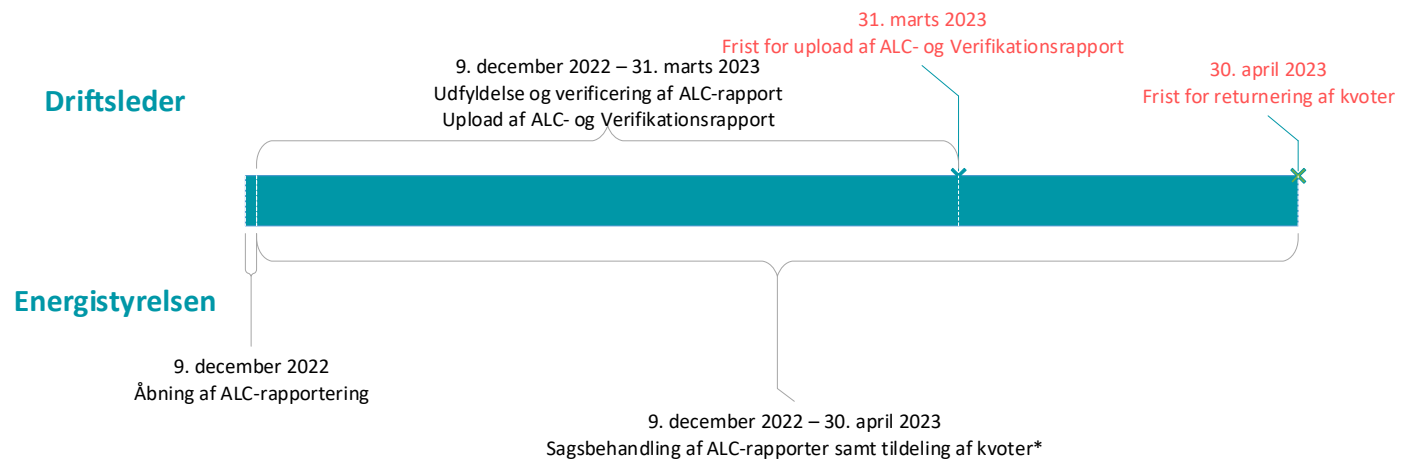 31. marts 2023
Frist for upload af ALC- og Verifikationsrapport
9. december 2022 – 31. marts 2023
Udfyldelse og verificering af ALC-rapport
Upload af ALC- og Verifikationsrapport
30. april 2023
Frist for returnering af kvoter
Driftsleder
Energistyrelsen
9. december 2022
Åbning af ALC-rapportering
9. december 2022 – 30. april 2023
Sagsbehandling af ALC-rapporter samt tildeling af kvoter*